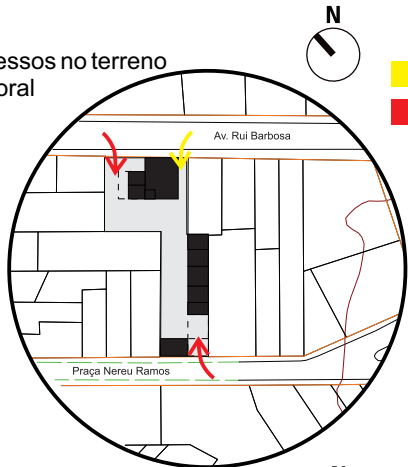 N
essos no terreno
oral
Av. Rui Barbosa
Praça Nereu Ramos